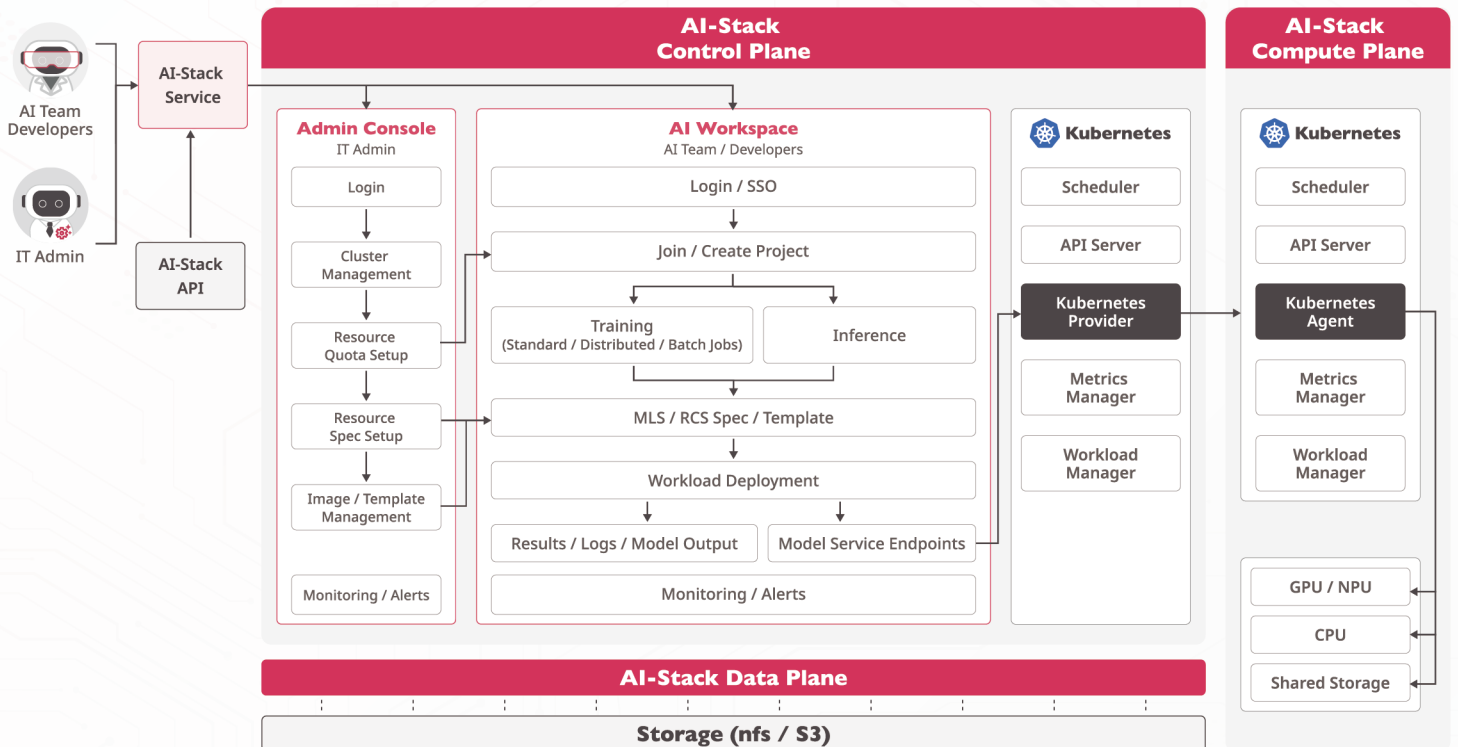 AI Team
Developers
IT Admin
AI-Stack
Service
AI-Stack
API
AI-Stack
Control Plane
Admin Console
IT Admin
Login
Cluster
Management
Resource
Quota Setup
Resource
Spec Setup
Image / Template
Management
Monitoring / Alerts
AI Workspace
AI Team / Developers
Login / SSO
Join / Create Project
Training
(Standard / Distributed / Batch Jobs)
Inference
MLS / RCS Spec / Template
Workload Deployment
Results / Logs / Model Output
Model Service Endpoints
Monitoring / Alerts
Kubernetes
Scheduler
API Server
Kubernetes
Provider
Metrics
Manager
Workload
Manager
AI-Stack
Compute Plane
Kubernetes
Scheduler
API Server
Kubernetes
Agent
Metrics
Manager
Workload
Manager
GPU / NPU
CPU
Shared Storage
AI-Stack Data Plane
Storage (nfs / S3)